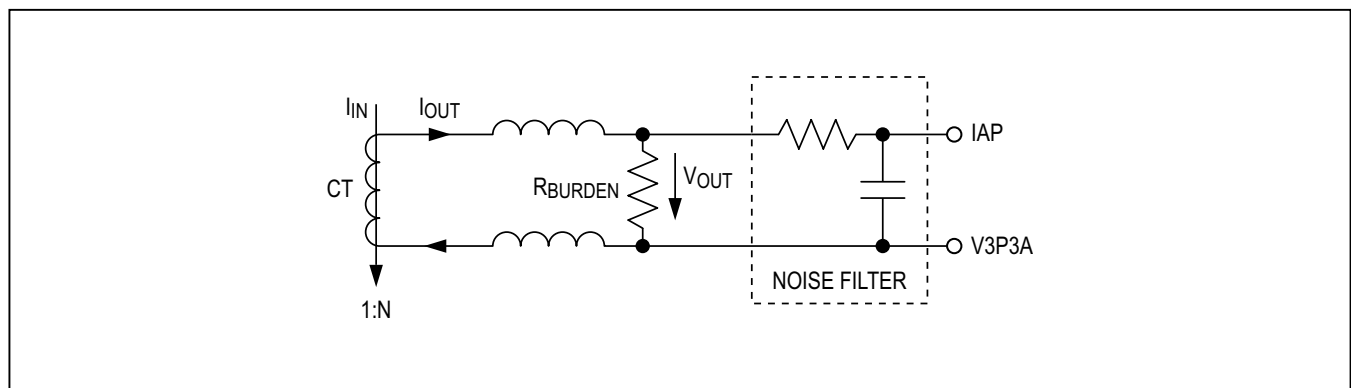 IIN
IOUT
IAP
CT
RBURDEN
VOUT
V3P3A
NOISE FILTER
1:N